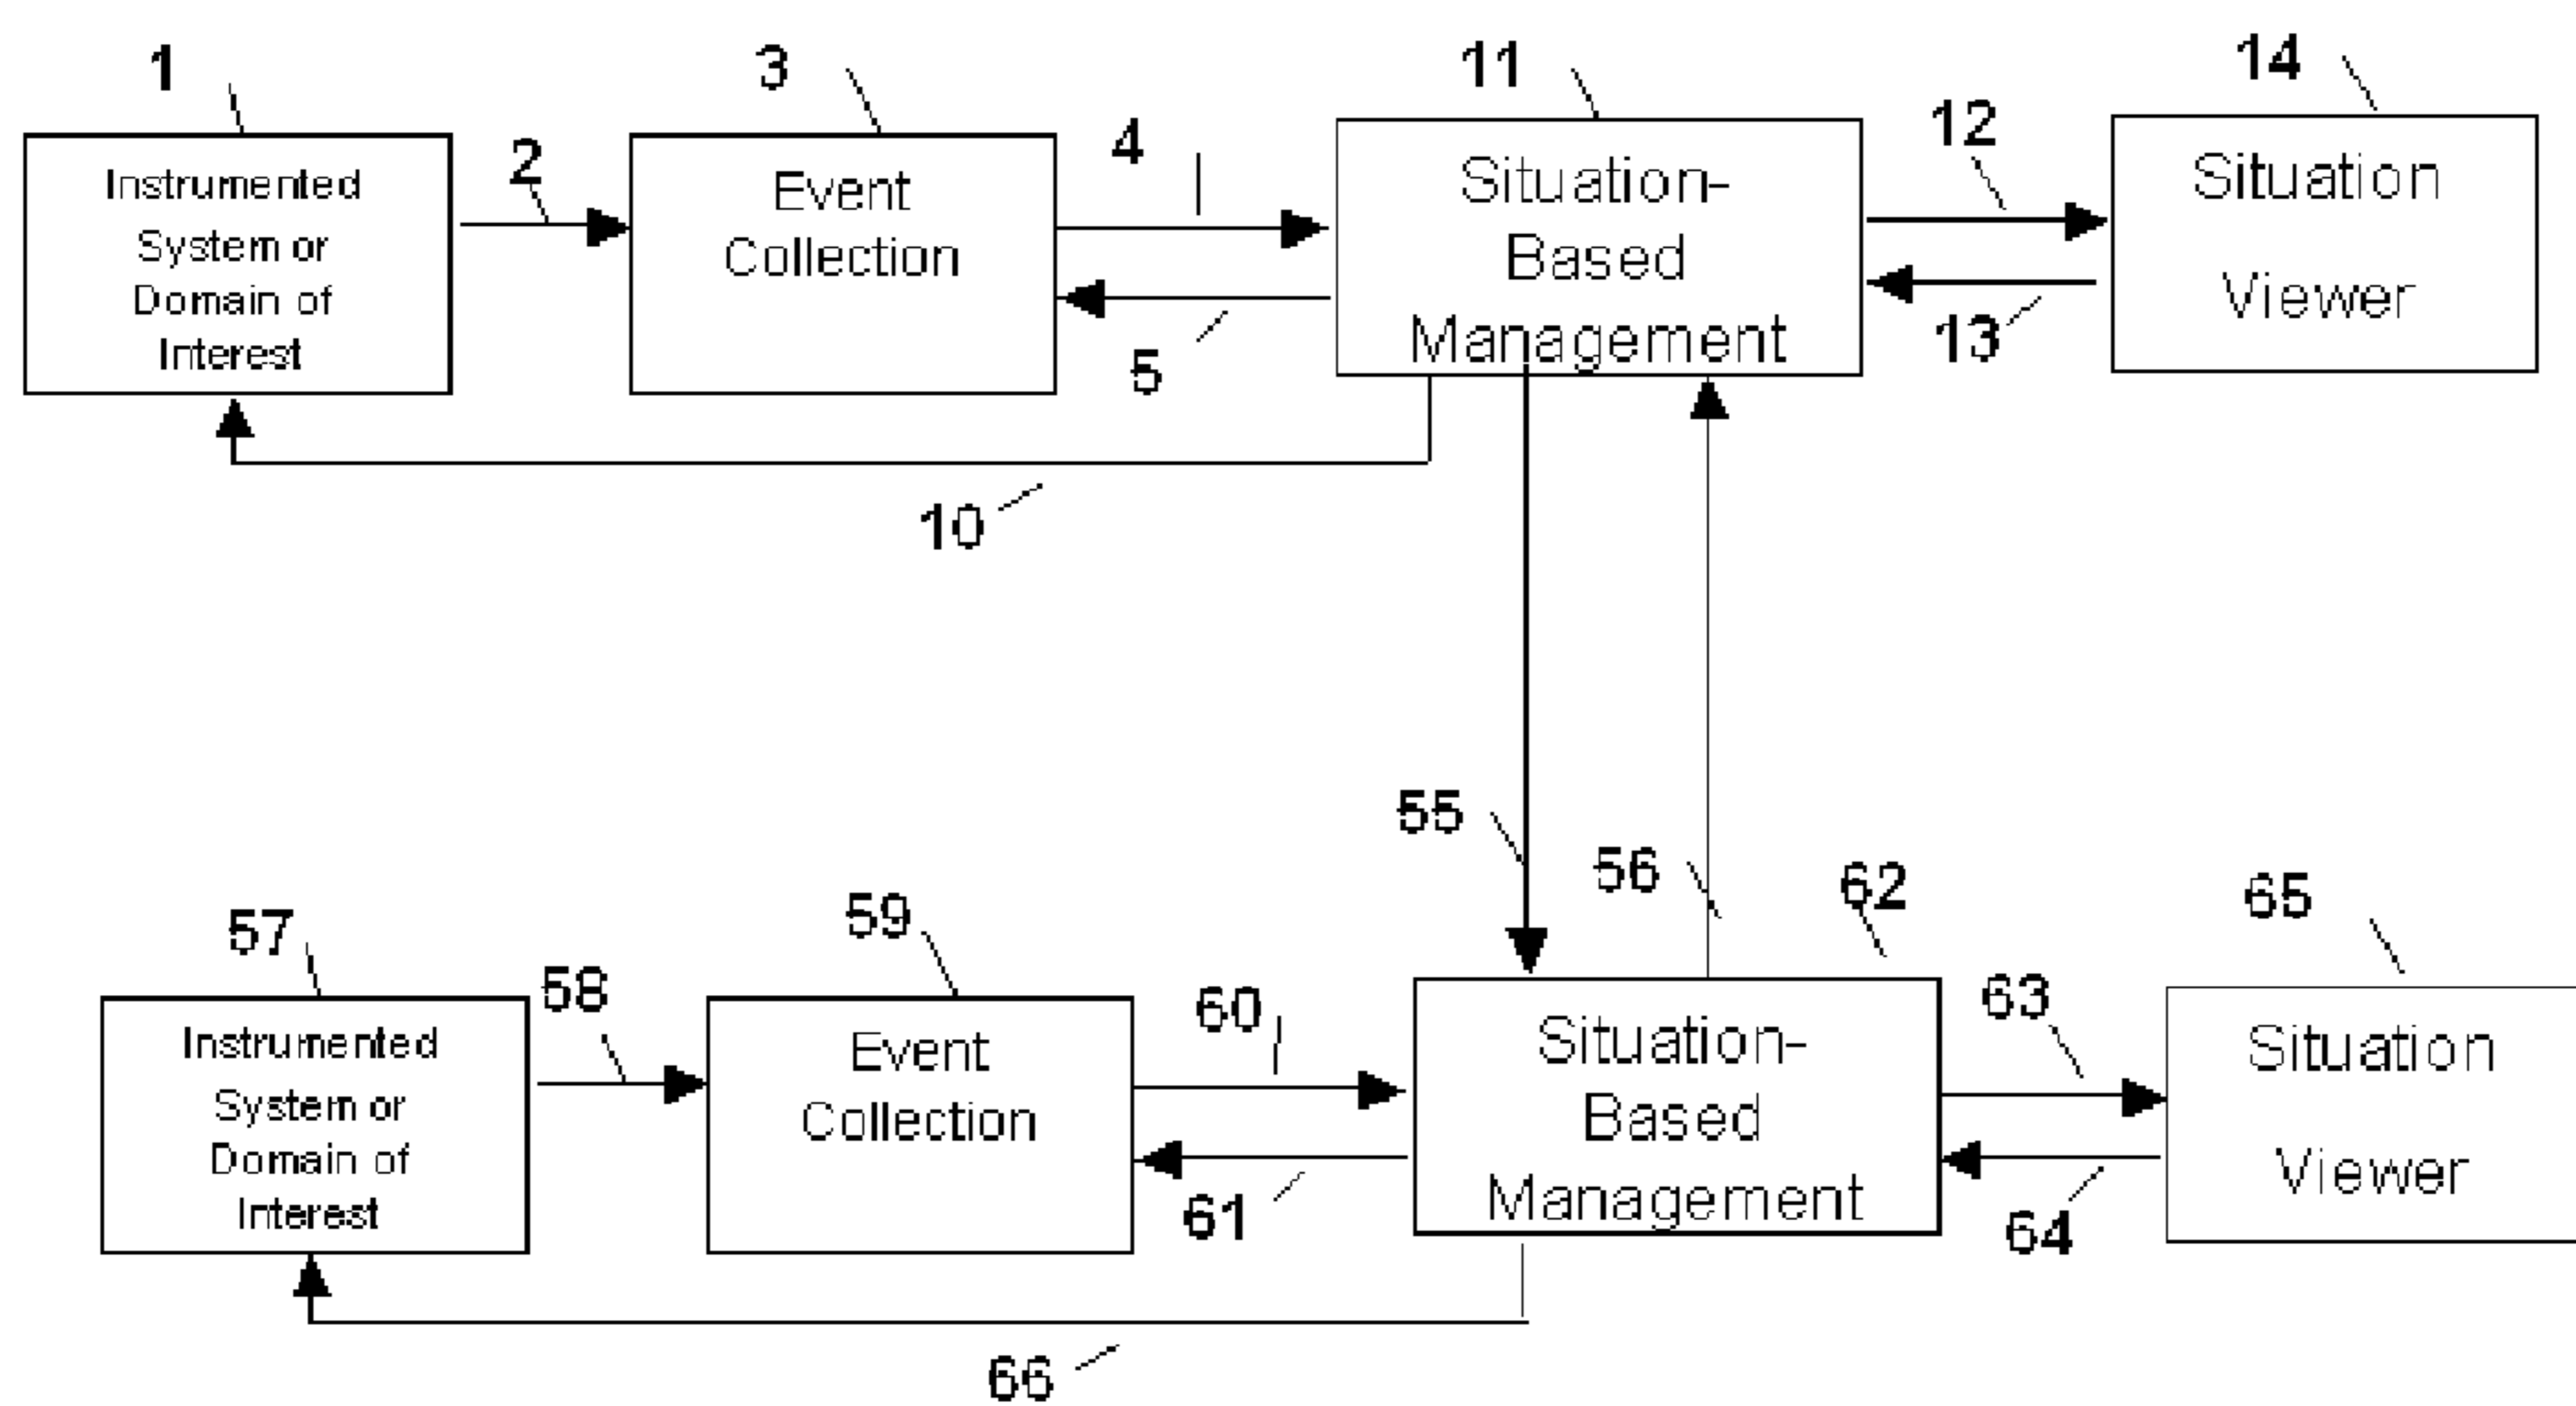 1
3
11
14
2
4
12
Instrumented
System or
Domain of
Interest
Event
Collection
Situation-
Based
Management
Situation
Viewer
5
13
10
55
56
62
65
57
59
58
60
63
Instrumented
System or
Domain of
Interest
Event
Collection
Situation-
Based
Management
Situation
Viewer
61
64
66